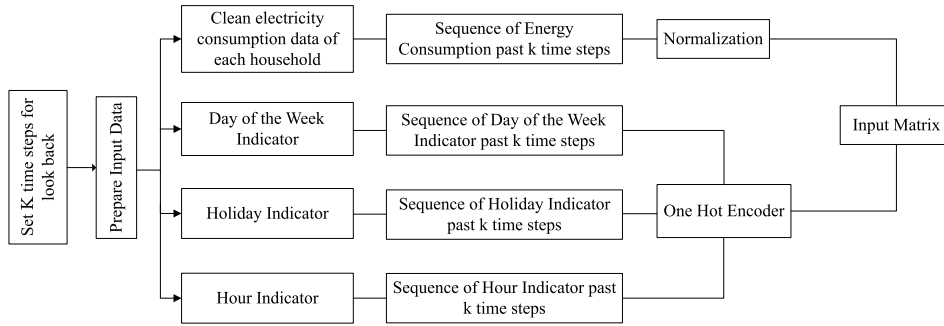 Set K time steps for
look back
Prepare Input Data
Clean electricity
consumption data of
each household
Sequence of Energy
Consumption past k time steps
Normalization
Day of the Week
Indicator
Sequence of Day of the Week
Indicator past k time steps
Input Matrix
Holiday Indicator
Sequence of Holiday Indicator
past k time steps
One Hot Encoder
Hour Indicator
Sequence of Hour Indicator past
k time steps